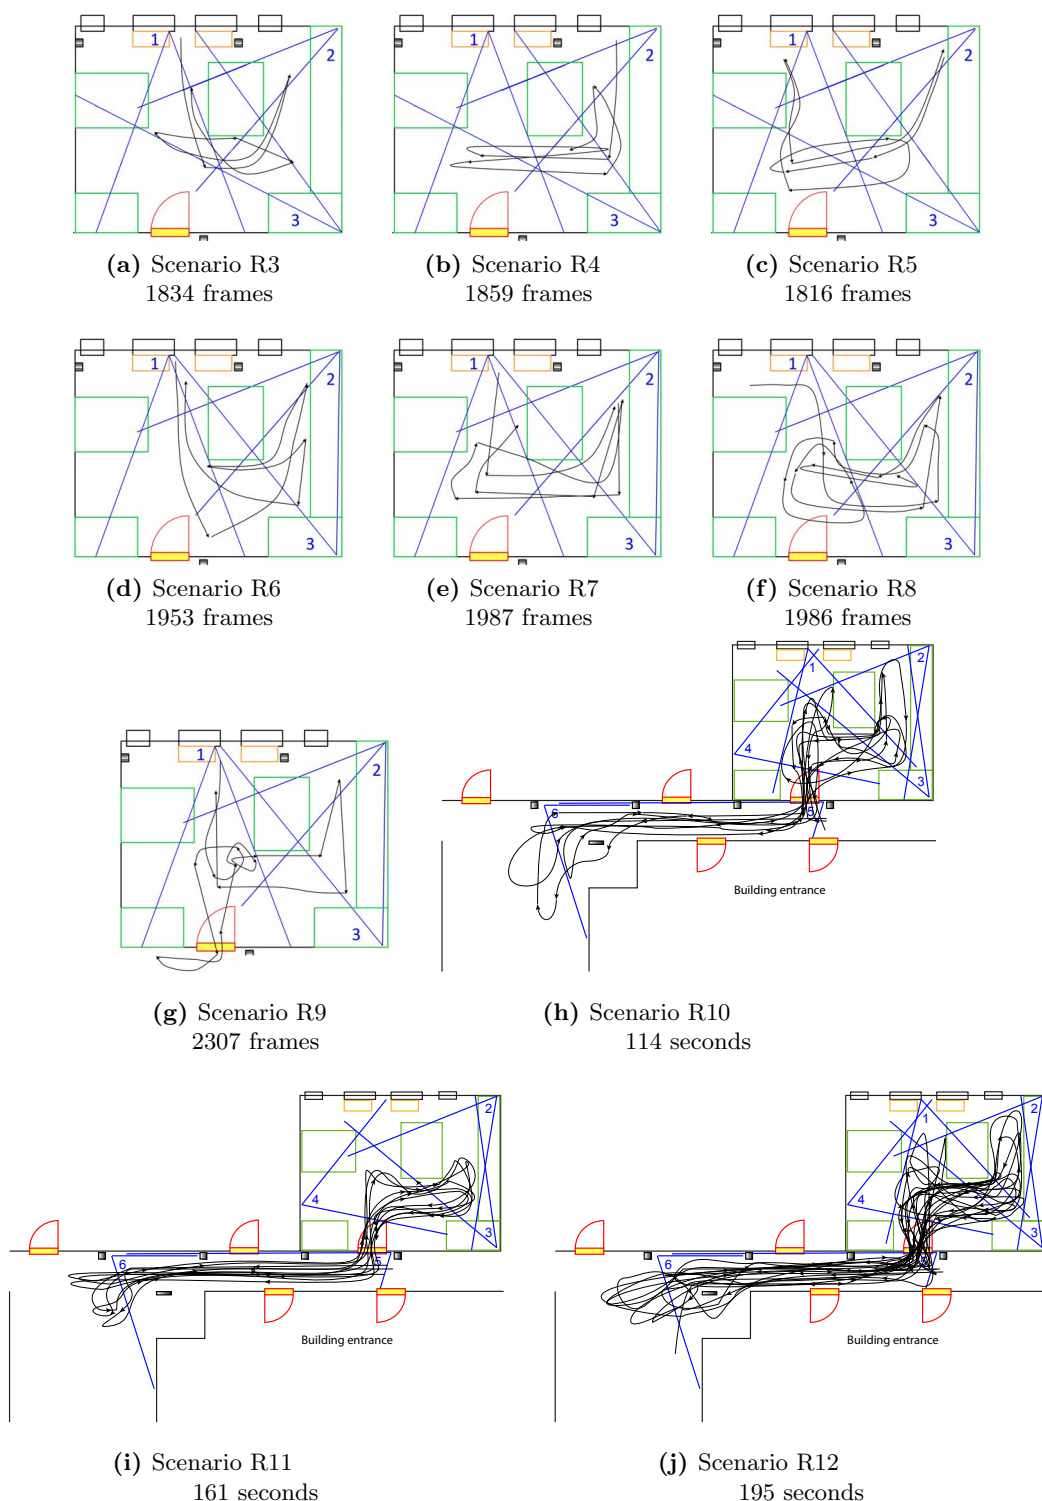 1
2
3
(a) Scenario R3
1834 frames
1
2
3
(b) Scenario R4
1859 frames
1
2
3
(c) Scenario R5
1816 frames
1
2
3
(d) Scenario R6
1953 frames
1
2
3
(e) Scenario R7
1987 frames
1
2
3
(f) Scenario R8
1986 frames
1
2
3
(g) Scenario R9
2307 frames
1
2
4
3
6
5
Building entrance
(h) Scenario R10
114 seconds
2
4
3
6
5
Building entrance
(i) Scenario R11
161 seconds
1
2
4
3
6
Building entrance
(j) Scenario R12
195 seconds